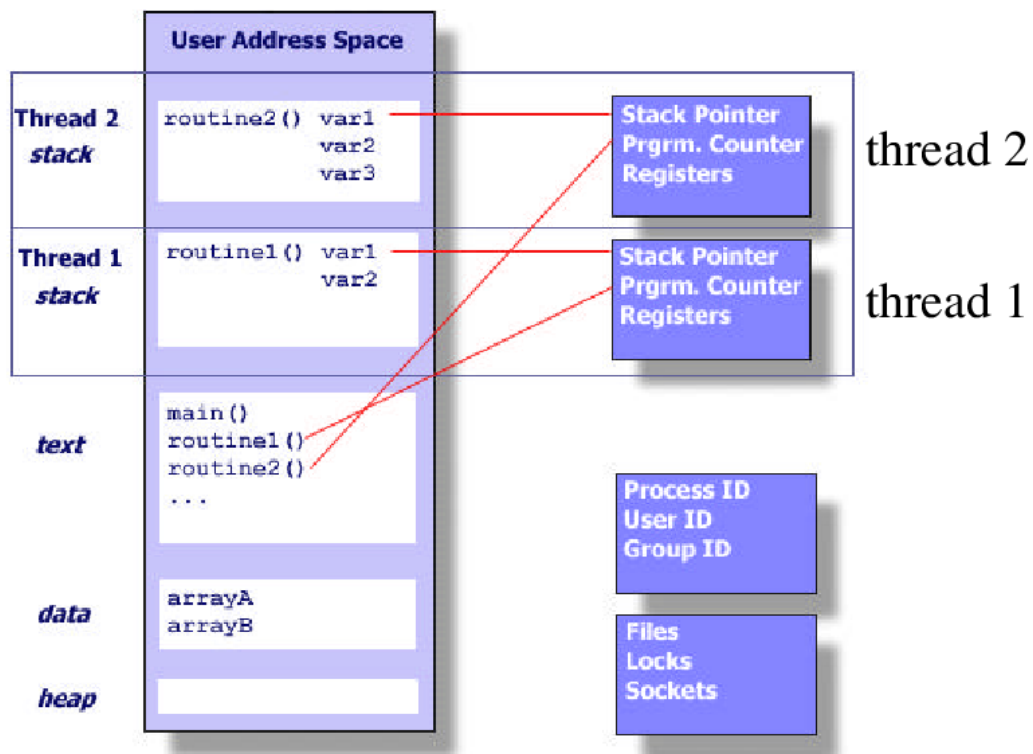 User Address Space
Thread 2
stack
routine2() var1
var2
var3
Stack Pointer
Prgrm. Counter
Registers
thread 2
Thread 1
stack
routine1() var1
var2
Stack Pointer
Prgrm. Counter
Registers
thread 1
text
main()
routine1()
routine2()
...
Process ID
User ID
Group ID
data
arrayA
arrayB
Files
Locks
Sockets
heap